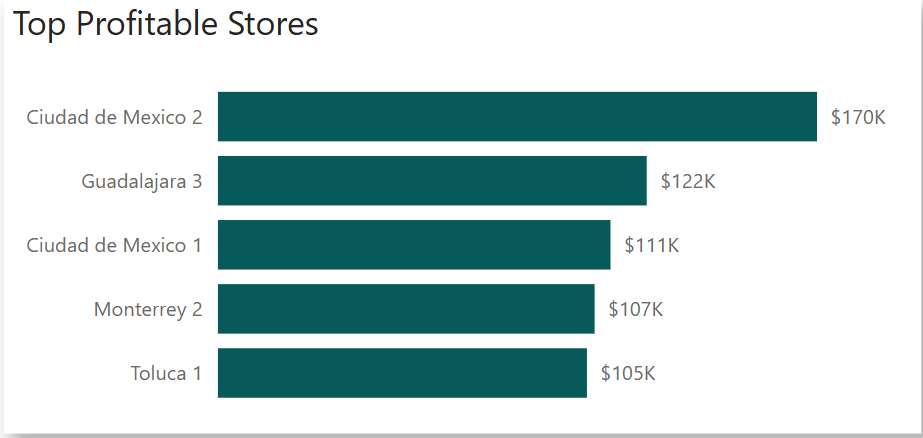 Top Profitable Stores
Ciudad de Mexico 2 $170K
Guadalajara 3 $122K
Ciudad de Mexico 1 $111K
Monterrey 2 $107K
Toluca 1 $105K